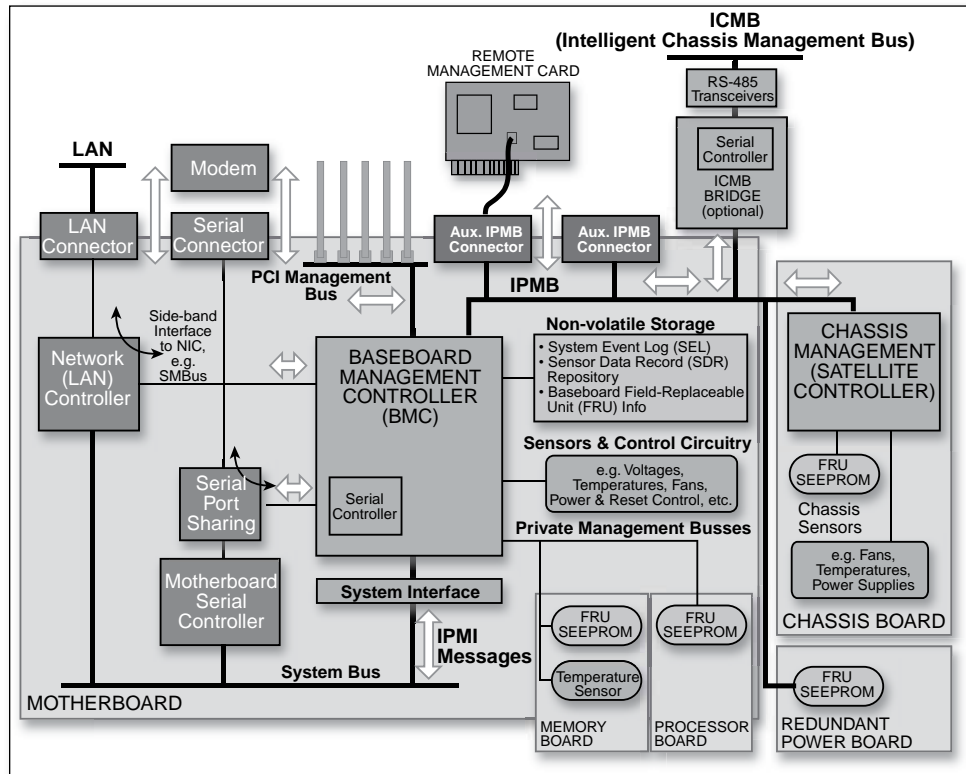 ICMB
(Intelligent Chassis Management Bus)
REMOTE
MANAGEMENT CARD
RS-485
Transceivers
Serial
Controller
ICMB
BRIDGE
(optional)
LAN
Modem
LAN
Connector
Serial
Connector
Aux. IPMB
Connector
Aux. IPMB
Connector
PCI Management
Bus
IPMB
Side-band
Interface
to NIC,
e.g.
SMBus
Network
(LAN)
Controller
BASEBOARD
MANAGEMENT
CONTROLLER
(BMC)
Serial
Controller
Non-volatile Storage
• System Event Log (SEL)
• Sensor Data Record (SDR)
Repository
• Baseboard Field-Replaceable
Unit (FRU) Info
CHASSIS
MANAGEMENT
(SATELLITE
CONTROLLER)
Sensors & Control Circuitry
e.g. Voltages,
Temperatures, Fans,
Power & Reset Control, etc.
FRU
SEEPROM
Chassis
Sensors
e.g. Fans,
Temperatures,
Power Supplies
CHASSIS BOARD
Serial
Port
Sharing
Private Management Busses
Motherboard
Serial
Controller
System Interface
IPMI
Messages
System Bus
MOTHERBOARD
FRU
SEEPROM
Temperature
Sensor
MEMORY
BOARD
FRU
SEEPROM
PROCESSOR
BOARD
FRU
SEEPROM
REDUNDANT
POWER BOARD